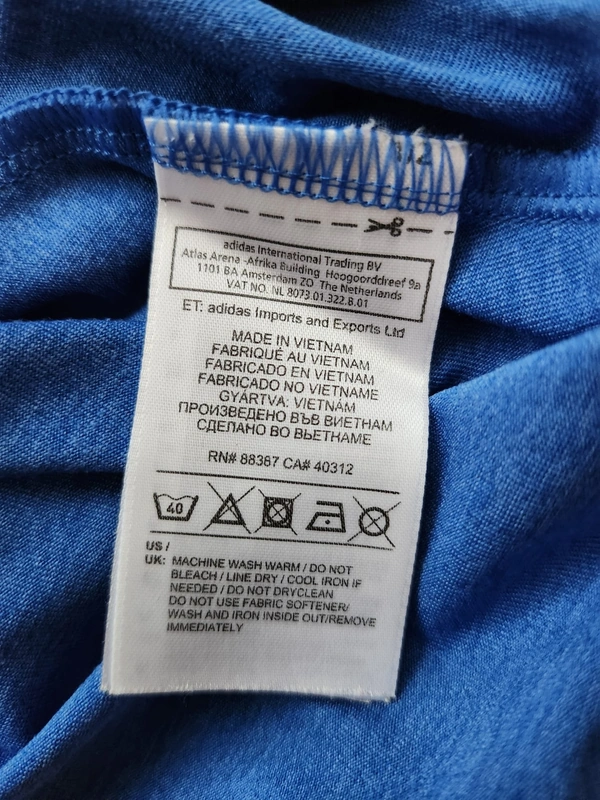 adidas International Trading BV
Atlas Arena -Afrika Building Hoogoorddreef 9a
1101 BA Amsterdam ZO The Netherlands
VAT NO. NL 8073.01.322.B.01
ET: adidas Imports and Exports Ltd
MADE IN VIETNAM
FABRIQUÉ AU VIETNAM
FABRICADO EN VIETNAM
FABRICADO NO VIETNAME
GYÁRTVA: VIETNÁM
ПРОИЗВЕДЕНО ВЪВ ВИЕТНАМ
СДЕЛАНО ВО ВЬЕТНАМЕ
RN# 88387 CA# 40312
40
US /
UK: MACHINE WASH WARM / DO NOT
BLEACH / LINE DRY / COOL IRON IF
NEEDED / DO NOT DRYCLEAN
DO NOT USE FABRIC SOFTENER/
WASH AND IRON INSIDE OUT/REMOVE
IMMEDIATELY